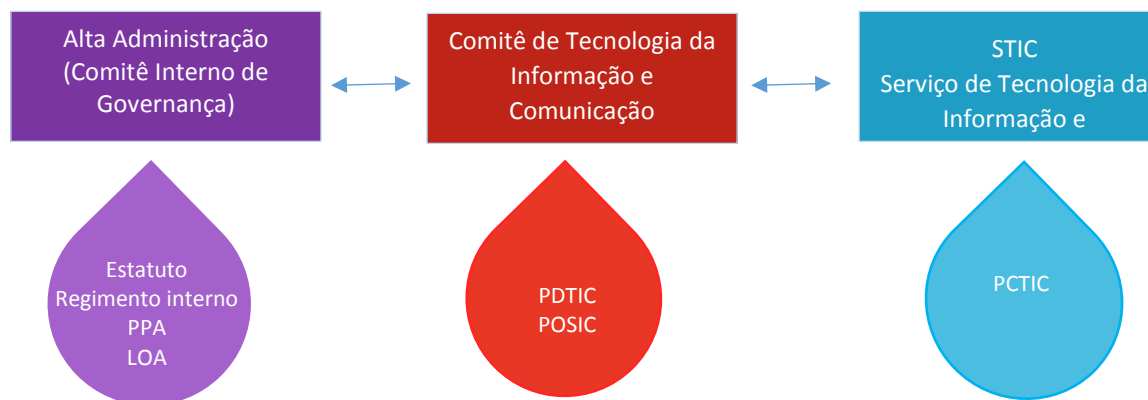 Alta Administração
(Comitê Interno de
Governança)
Comitê de Tecnologia da
Informação e
Comunicação
STIC
Serviço de Tecnologia da
Informação e
Estatuto
Regimento interno
PPA
LOA
PDTIC
POSIC
PCTIC